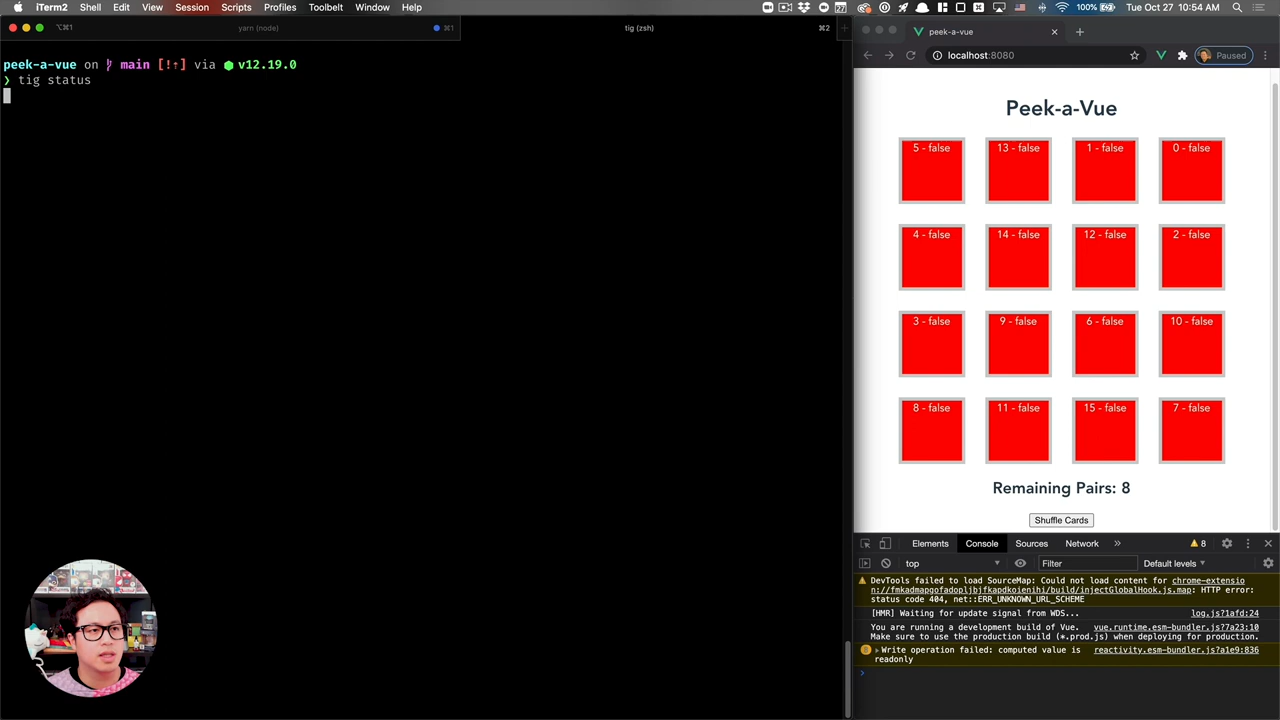 iTerm2 Shell Edit View Session Scripts Profiles Toolbelt Window Help 100% Tue Oct 27 10:54 AM
⌥⌘1 yarn (node) ⌘1 tig (zsh) ⌘2
peek-a-vue on main [!↑] via v12.19.0
❯ tig status
peek-a-vue
localhost:8080 Paused
Peek-a-Vue
5 - false 13 - false 1 - false 0 - false
4 - false 14 - false 12 - false 2 - false
3 - false 9 - false 6 - false 10 - false
8 - false 11 - false 15 - false 7 - false
Remaining Pairs: 8
Shuffle Cards
Elements Console Sources Network » 8
top Filter Default levels
DevTools failed to load SourceMap: Could not load content for chrome-extensio
n://fmkadmapgofadopljbjfkapdkoienihi/build/injectGlobalHook.js.map: HTTP error:
status code 404, net::ERR_UNKNOWN_URL_SCHEME
[HMR] Waiting for update signal from WDS... log.js?1afd:24
You are running a development build of Vue. vue.runtime.esm-bundler.js?7a23:10
Make sure to use the production build (*.prod.js) when deploying for production.
Write operation failed: computed value is reactivity.esm-bundler.js?a1e9:836
readonly